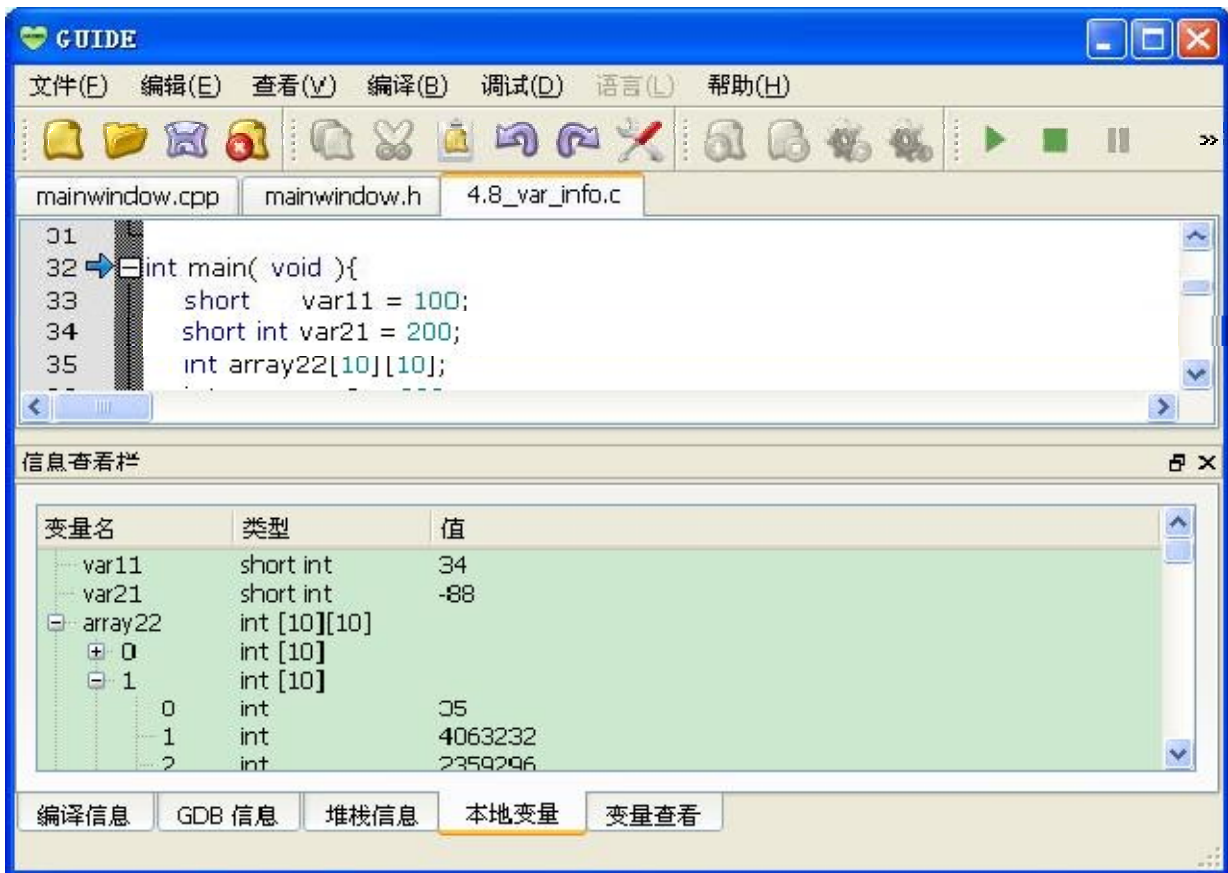 GUIDE
文件(F) 编辑(E) 查看(V) 编译(B) 调试(D) 语言(L) 帮助(H)
mainwindow.cpp mainwindow.h 4.8_var_info.c
31
32 int main( void ){
33 short var11 = 100;
34 short int var21 = 200;
35 int array22[10][10];
信息查看栏
变量名 类型 值
var11 short int 34
var21 short int -88
array22 int [10][10]
0 int [10]
1 int [10]
0 int 35
1 int 4063232
2 int 2359296
编译信息 GDB 信息 堆栈信息 本地变量 变量查看